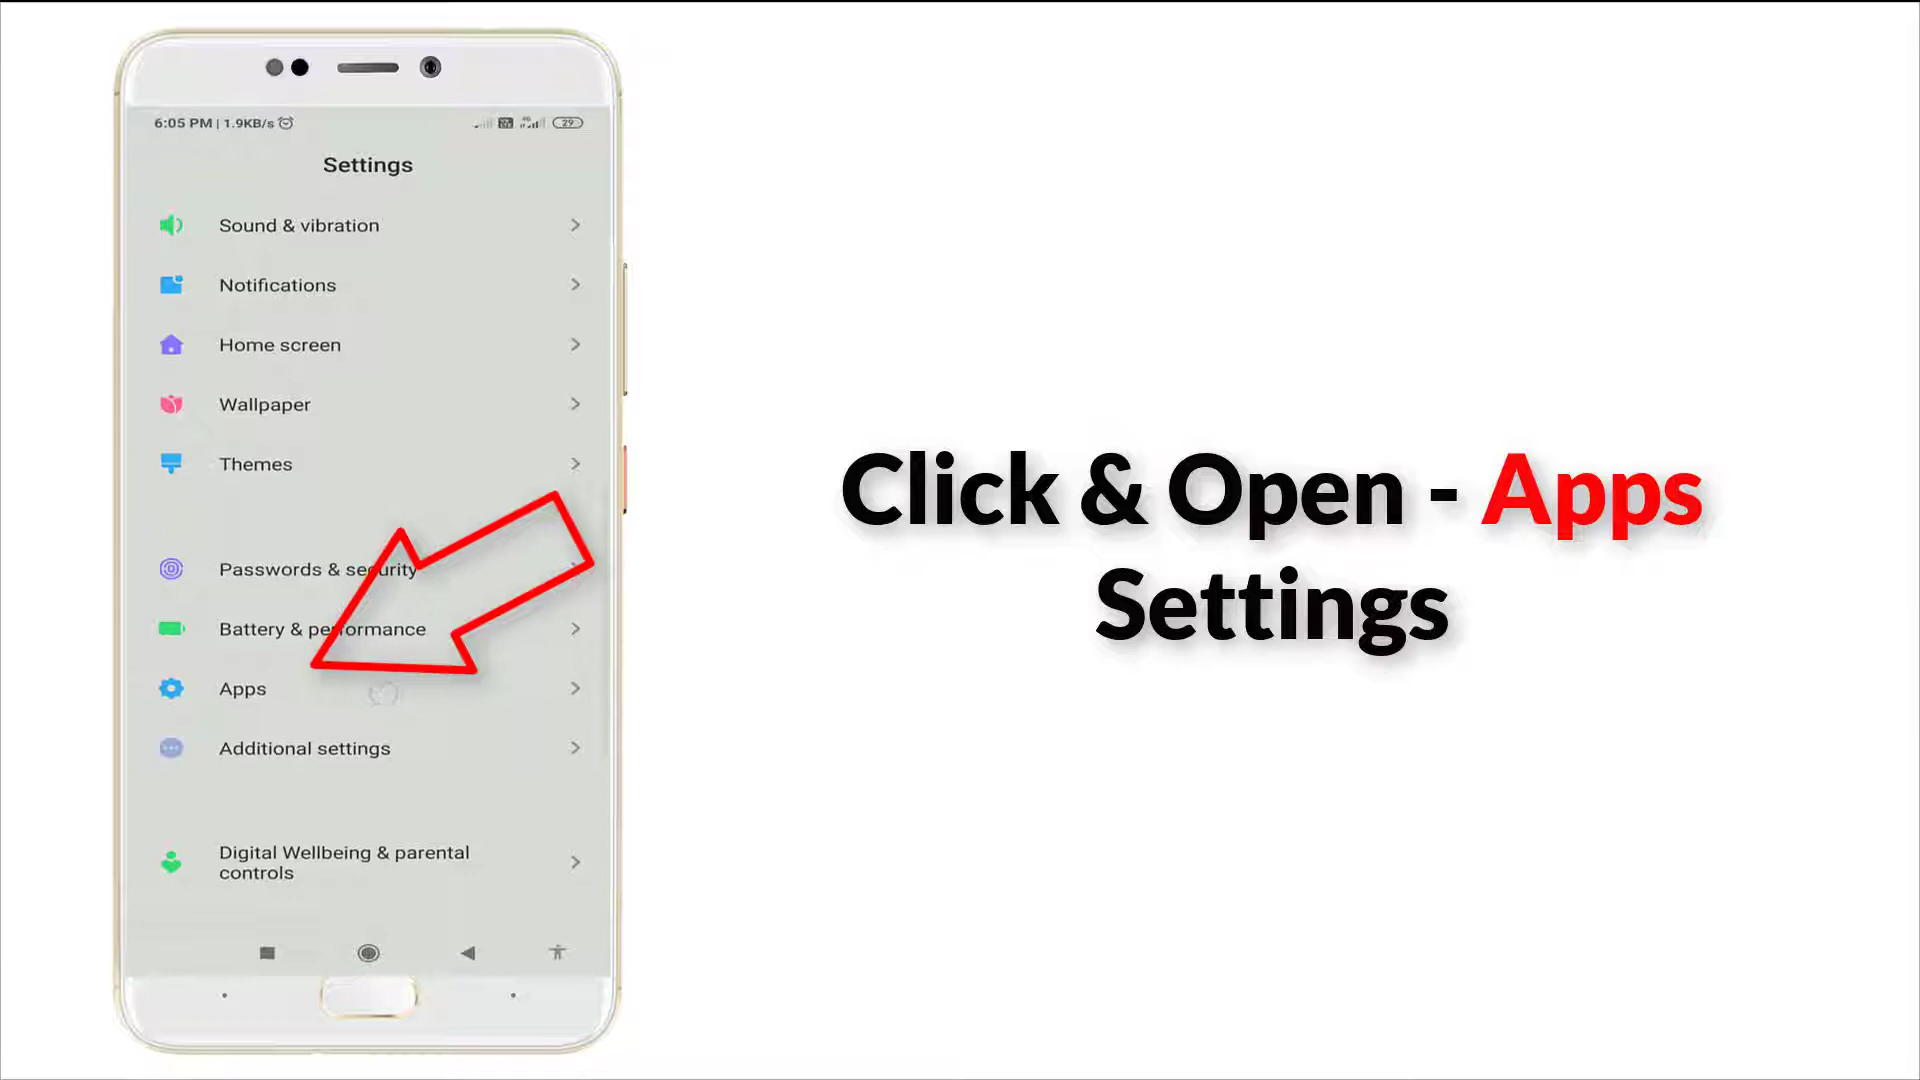 6:05 PM | 1.9KB/s
29
Settings
Sound & vibration
Notifications
Home screen
Wallpaper
Themes
Passwords & security
Battery & performance
Apps
Additional settings
Digital Wellbeing & parental
controls
Click & Open - Apps
Settings